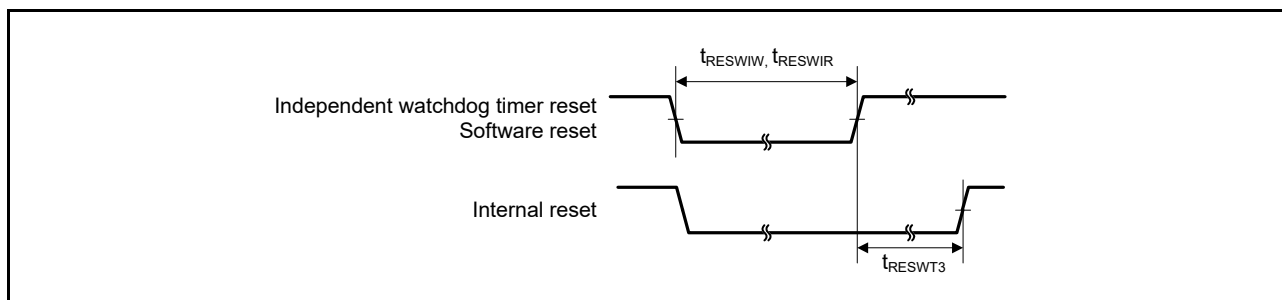 tRESWIW, tRESWIR
Independent watchdog timer reset
Software reset
Internal reset
tRESWT3